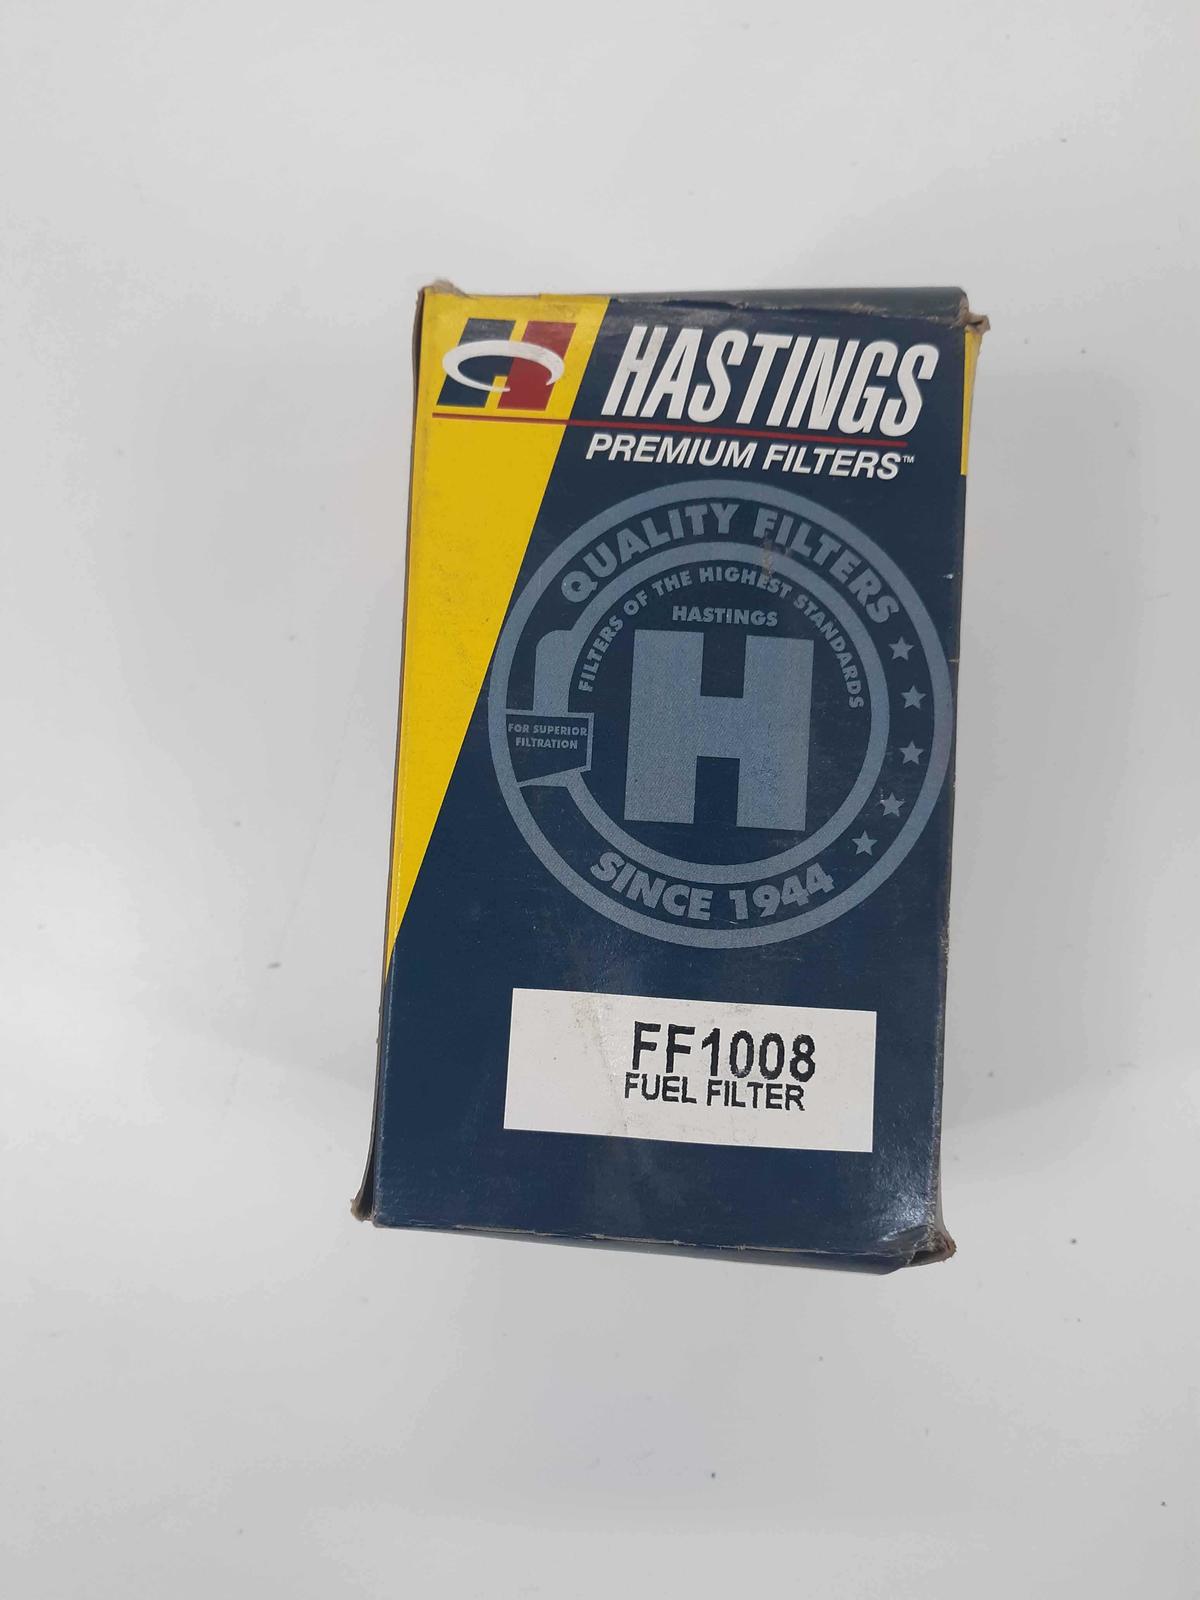 H
HASTINGS
PREMIUM FILTERS™
QUALITY FILTERS
FILTERS OF THE HIGHEST STANDARDS
HASTINGS
H
FOR SUPERIOR
FILTRATION
SINCE 1944
FF1008
FUEL FILTER